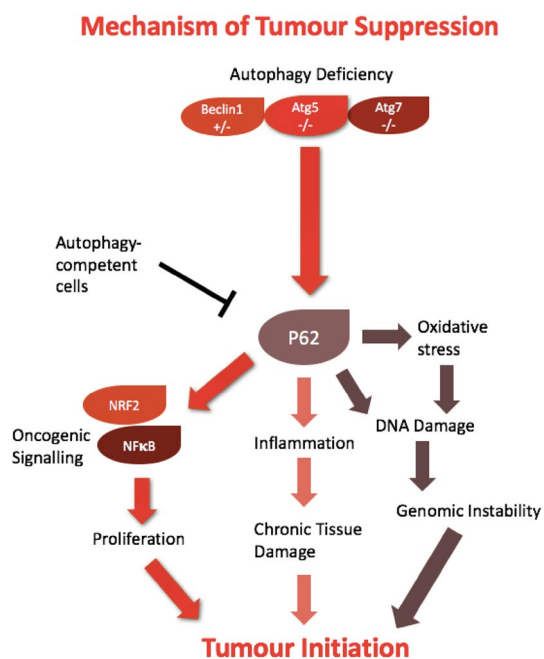 Mechanism of Tumour Suppression
Autophagy Deficiency
Beclin1
+/-
Atg5
-/-
Atg7
-/-
Autophagy-
competent
cells
P62
Oxidative
stress
NRF2
NFκB
Oncogenic
Signalling
Inflammation
DNA Damage
Proliferation
Chronic Tissue
Damage
Genomic Instability
Tumour Initiation